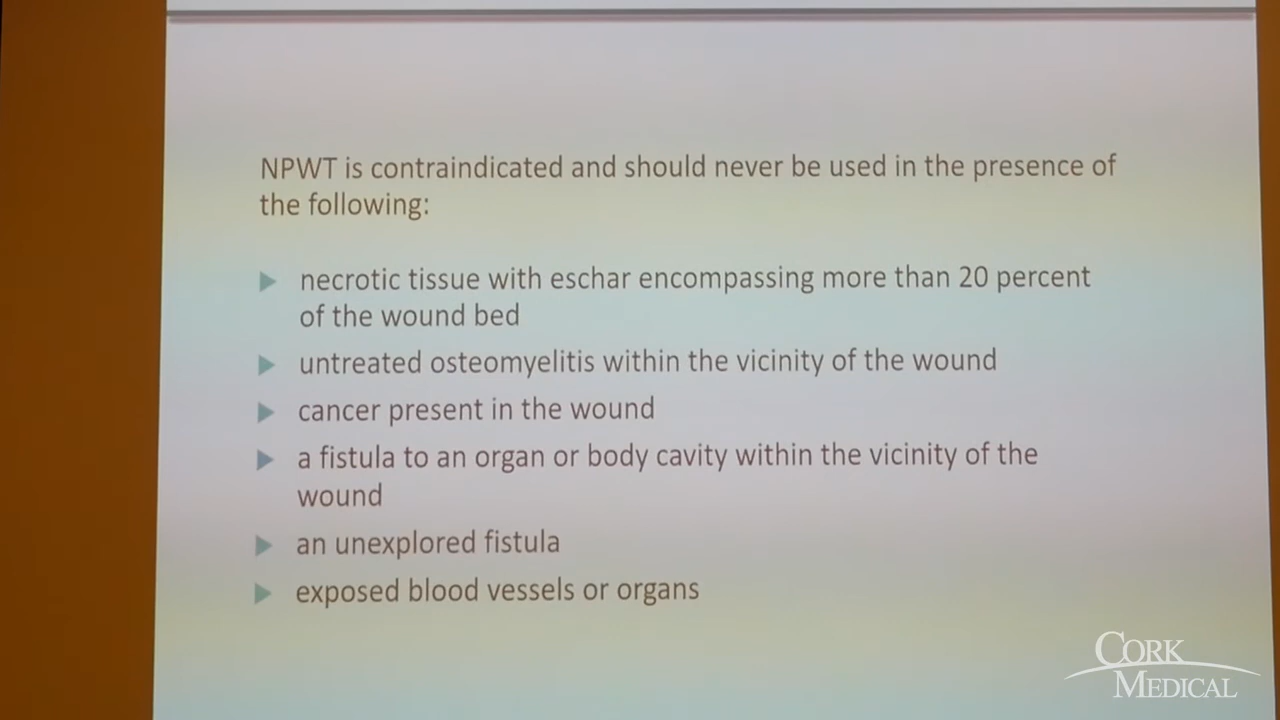 NPWT is contraindicated and should never be used in the presence of
the following:
necrotic tissue with eschar encompassing more than 20 percent
of the wound bed
untreated osteomyelitis within the vicinity of the wound
cancer present in the wound
a fistula to an organ or body cavity within the vicinity of the
wound
an unexplored fistula
exposed blood vessels or organs
CORK
MEDICAL